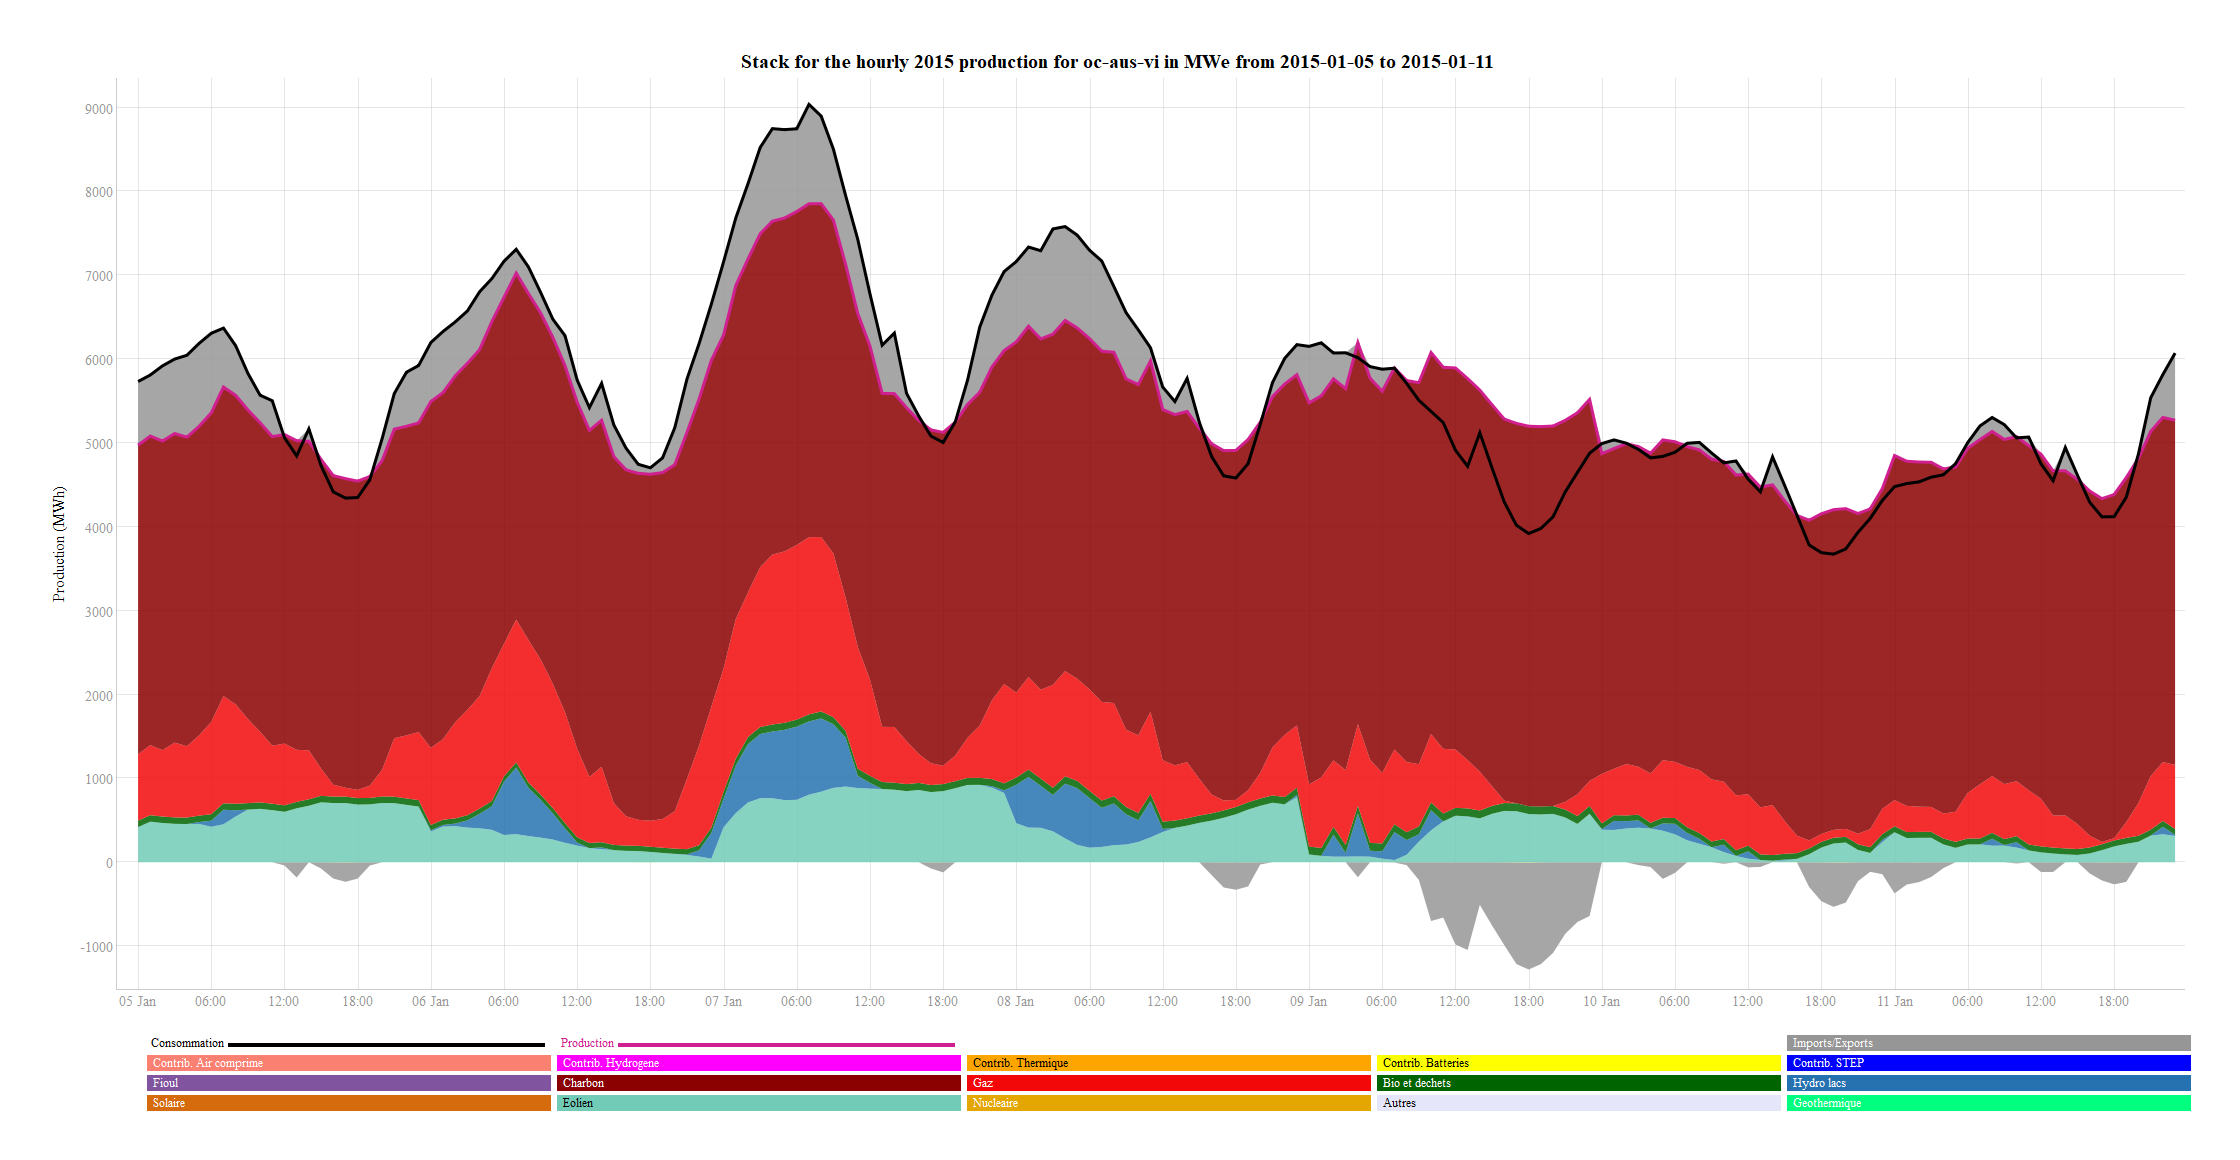 Stack for the hourly 2015 production for oc-aus-vi in MWe from 2015-01-05 to 2015-01-11
Production (MWh)
9000
8000
7000
6000
5000
4000
3000
2000
1000
0
-1000
05 Jan 06:00 12:00 18:00 06 Jan 06:00 12:00 18:00 07 Jan 06:00 12:00 18:00 08 Jan 06:00 12:00 18:00 09 Jan 06:00 12:00 18:00 10 Jan 06:00 12:00 18:00 11 Jan 06:00 12:00 18:00
Consommation Production Imports/Exports
Contrib. Air comprime Contrib. Hydrogene Contrib. Thermique Contrib. Batteries Contrib. STEP
Fioul Charbon Gaz Bio et dechets Hydro lacs
Solaire Eolien Nucleaire Autres Geothermique